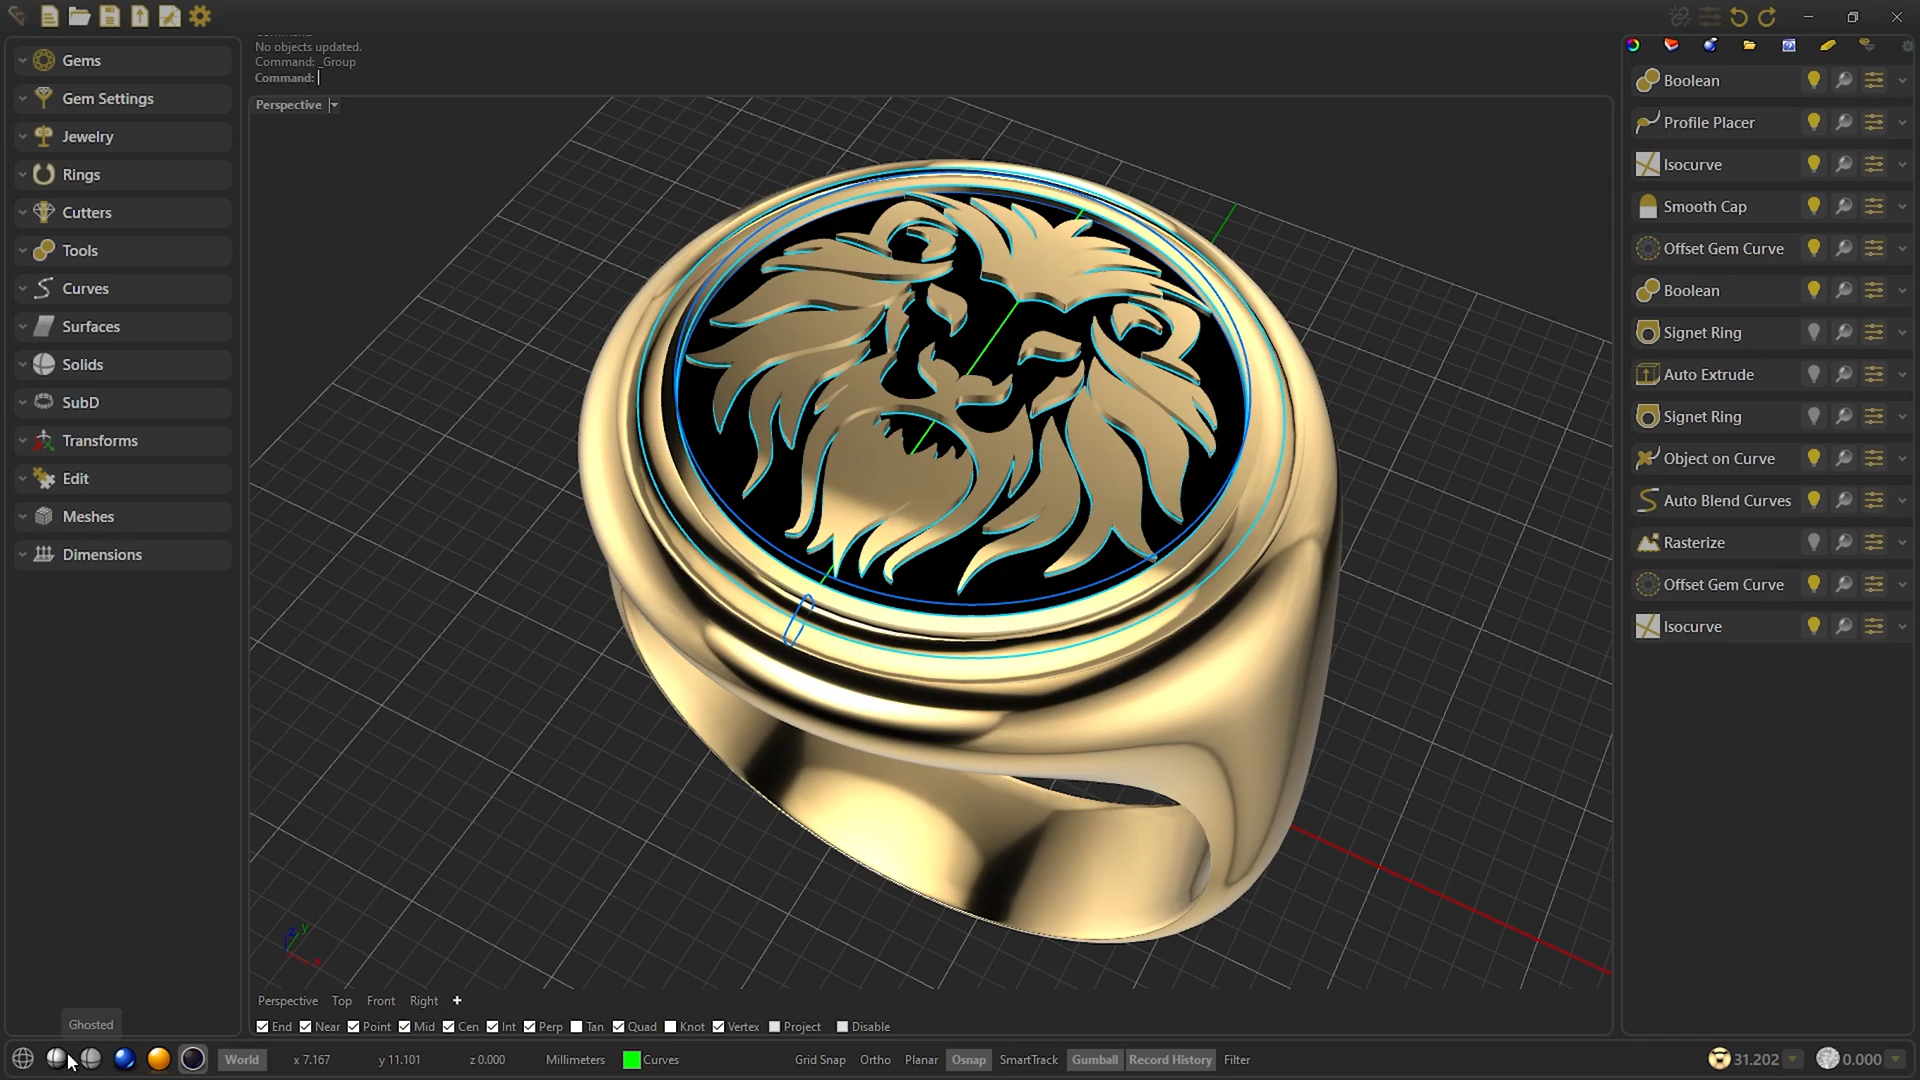 No objects updated.
Command: _Group
Command:
Perspective
Gems
Gem Settings
Jewelry
Rings
Cutters
Tools
Curves
Surfaces
Solids
SubD
Transforms
Edit
Meshes
Dimensions
Boolean
Profile Placer
Isocurve
Smooth Cap
Offset Gem Curve
Boolean
Signet Ring
Auto Extrude
Signet Ring
Object on Curve
Auto Blend Curves
Rasterize
Offset Gem Curve
Isocurve
z y x
Perspective Top Front Right +
Ghosted
End Near Point Mid Cen Int Perp Tan Quad Knot Vertex Project Disable
World x 7.167 y 11.101 z 0.000 Millimeters Curves Grid Snap Ortho Planar Osnap SmartTrack Gumball Record History Filter 31.202 0.000